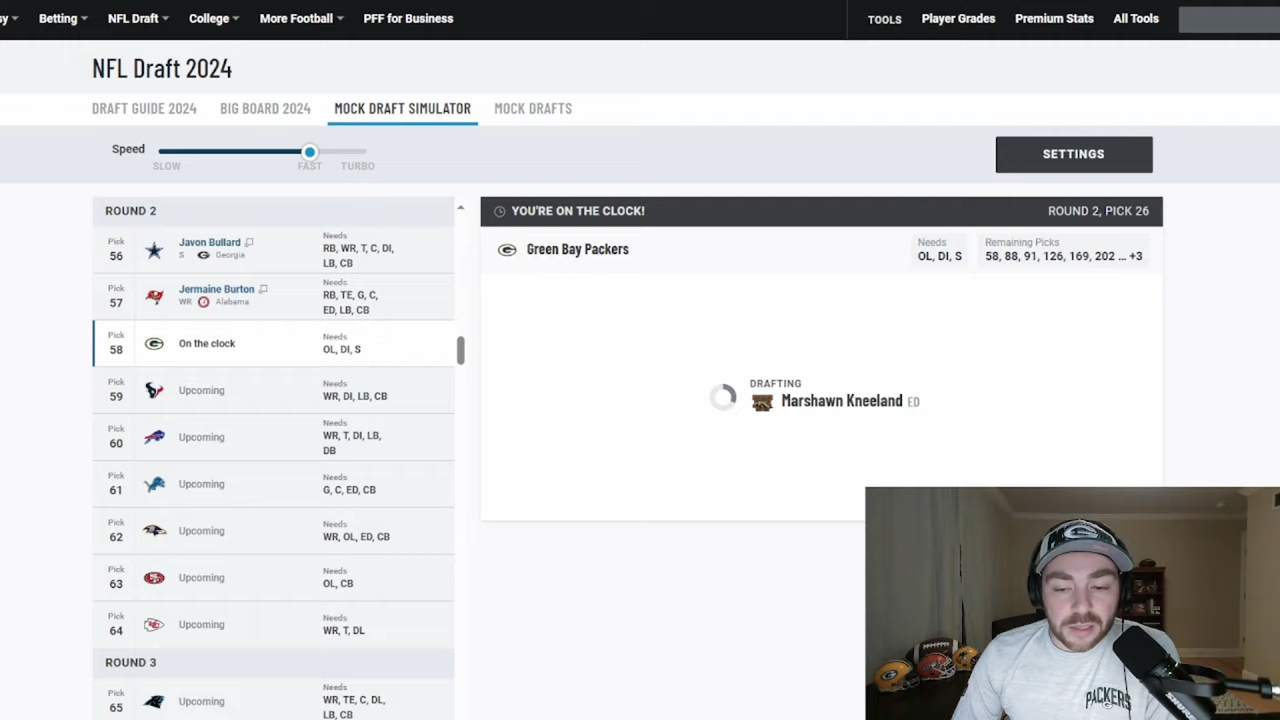 Betting NFL Draft College More Football PFF for Business TOOLS Player Grades Premium Stats All Tools
NFL Draft 2024
DRAFT GUIDE 2024 BIG BOARD 2024 MOCK DRAFT SIMULATOR MOCK DRAFTS
Speed
SLOW FAST TURBO
SETTINGS
ROUND 2
Pick 56
Javon Bullard
S G Georgia
Needs
RB, WR, T, C, DI,
LB, CB
Pick 57
Jermaine Burton
WR Alabama
Needs
RB, TE, G, C,
ED, LB, CB
Pick 58
On the clock
Needs
OL, DI, S
Pick 59
Upcoming
Needs
WR, DI, LB, CB
Pick 60
Upcoming
Needs
WR, T, DI, LB,
DB
Pick 61
Upcoming
Needs
G, C, ED, CB
Pick 62
Upcoming
Needs
WR, OL, ED, CB
Pick 63
Upcoming
Needs
OL, CB
Pick 64
Upcoming
Needs
WR, T, DL
ROUND 3
Pick 65
Upcoming
Needs
WR, TE, C, DL,
LB, CB
YOU'RE ON THE CLOCK! ROUND 2, PICK 26
G Green Bay Packers
Needs
OL, DI, S
Remaining Picks
58, 88, 91, 126, 169, 202 ... +3
DRAFTING
Marshawn Kneeland ED
G
PACKERS